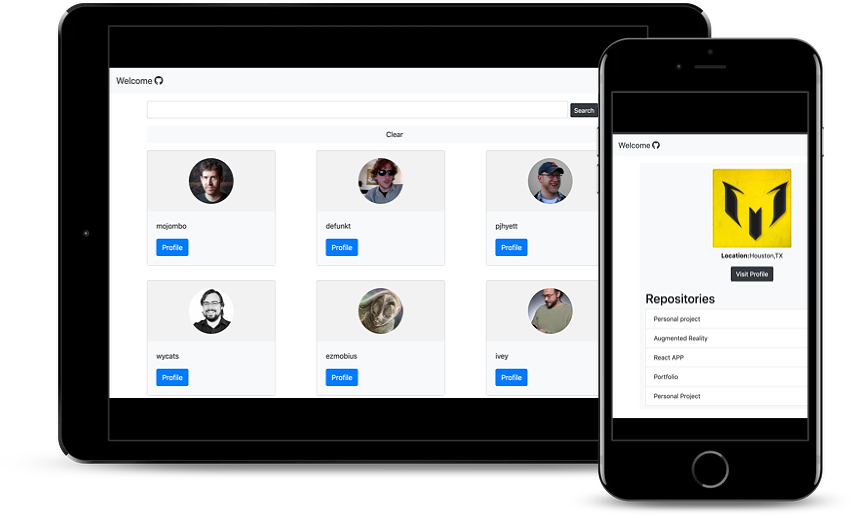 Welcome
Search
Clear
mojombo
defunkt
pjhyett
Profile
Profile
Profile
wycats
ezmobius
ivey
Profile
Profile
Profile
Welcome
Location:Houston,TX
Visit Profile
Repositories
Personal project
Augmented Reality
React APP
Portfolio
Personal Project